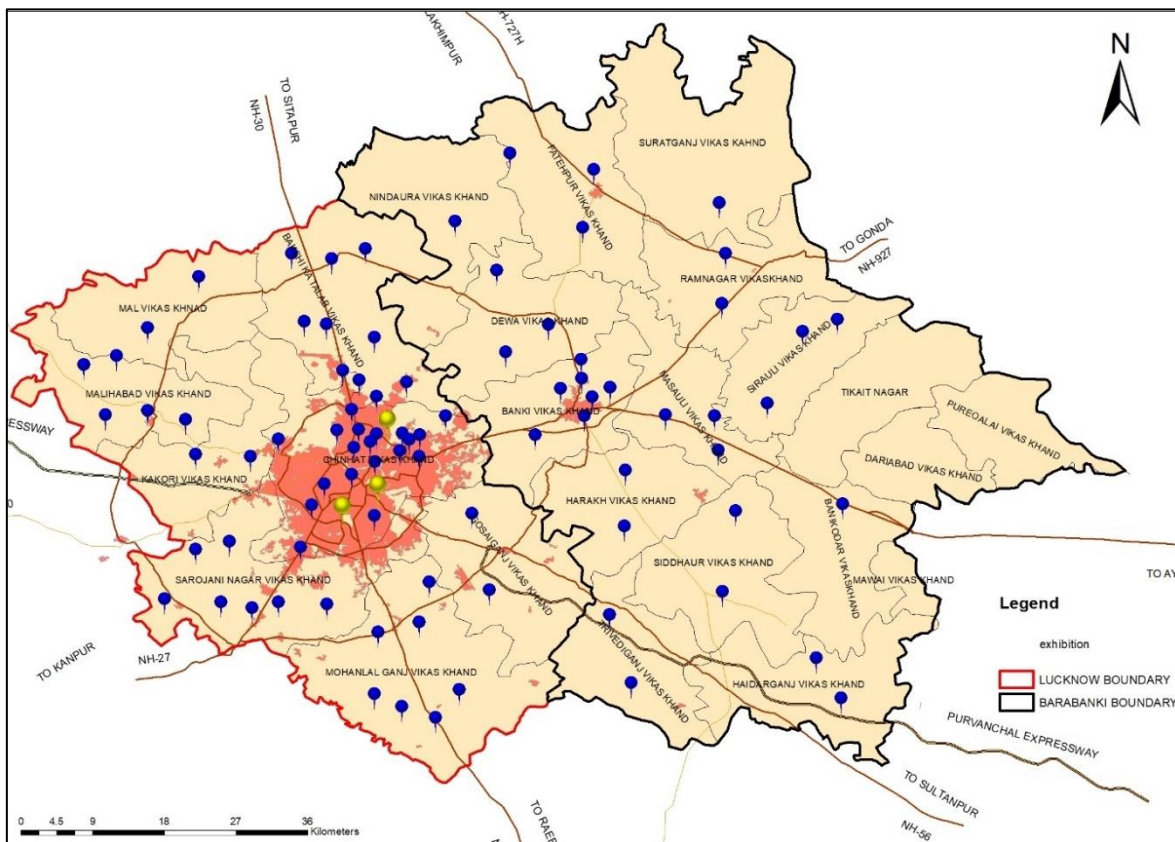 N
LAKHIMPUR
NH-727H
TO SITAPUR
NH-30
SURATGANJ VIKAS KAHND
FATEHPUR VIKAS KHAND
NINDAURA VIKAS KHAND
TO GONDA
NH-927
RAMNAGAR VIKASKHAND
MAL VIKAS KHNAD
DEWA VIKAS KHAND
SIRAULI VIKAS KHAND
MALIHABAD VIKAS KHAND
TIKAIT NAGAR
MASAULI VIKAS KHAND
BANKI VIKAS KHAND
PUREOALAI VIKAS KHAND
ESSWAY
CHINHAT VIKAS KHAND
DARIABAD VIKAS KHAND
KAKORI VIKAS KHAND
HARAKH VIKAS KHAND
BANIKODAR VIKASKHAND
GOSAIGANJ VIKAS KHAND
SIDDHAUR VIKAS KHAND
SAROJANI NAGAR VIKAS KHAND
MAWAI VIKAS KHAND
TO AY
Legend
exhibition
LUCKNOW BOUNDARY
BARABANKI BOUNDARY
TO KANPUR
NH-27
TRIVEDIGANJ VIKAS KHAND
MOHANLAL GANJ VIKAS KHAND
HAIDARGANJ VIKAS KHAND
PURVANCHAL EXPRESSWAY
TO SULTANPUR
NH-56
TO RAEB
0 4.5 9 18 27 36
Kilometers